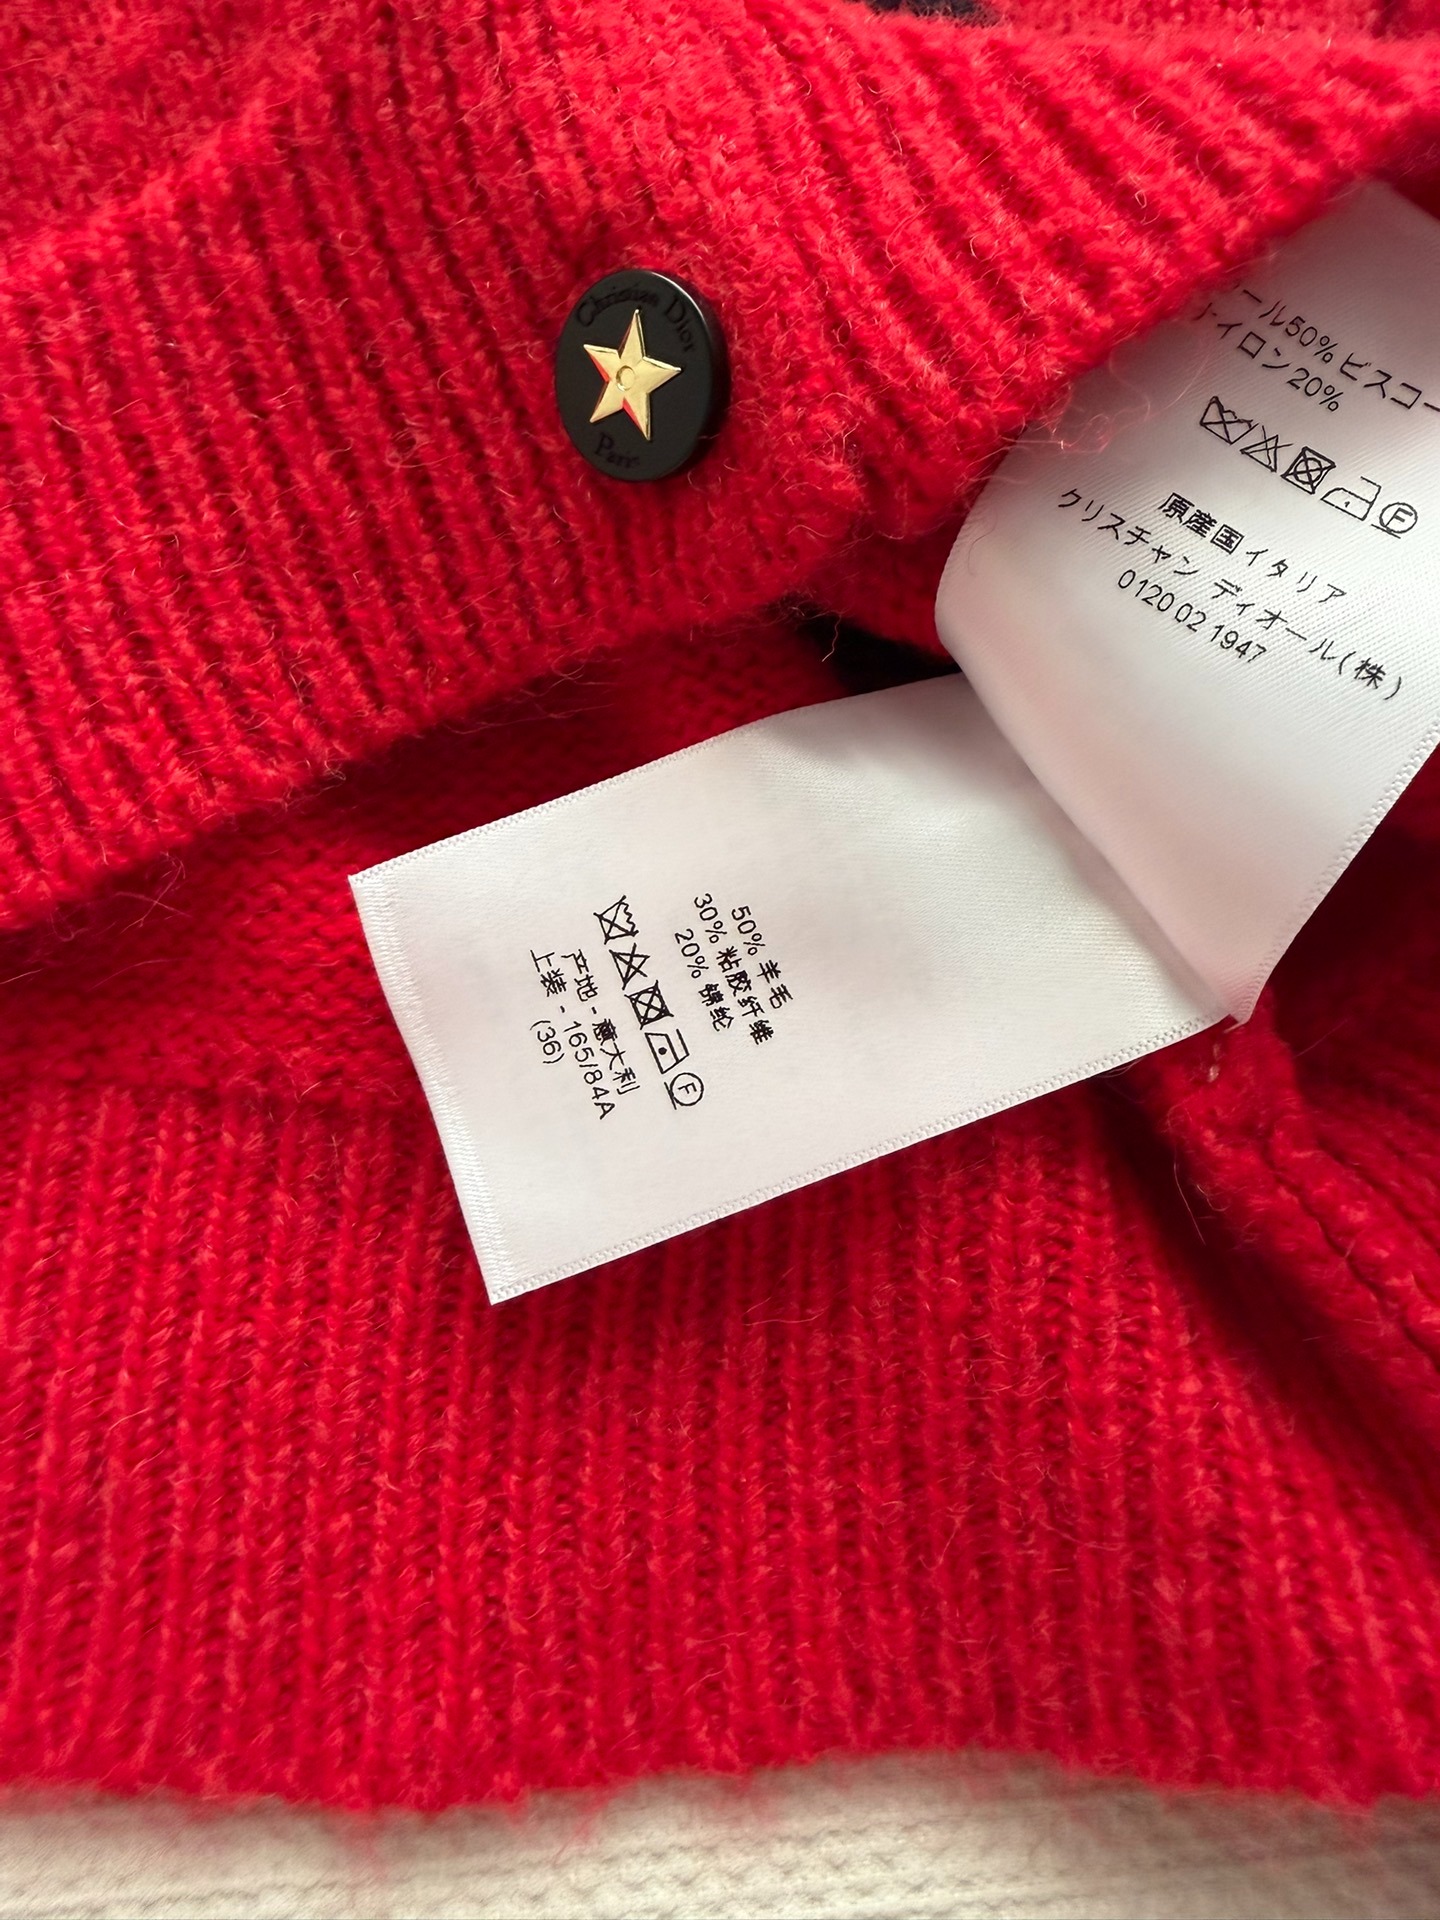 Christian Dior
Paris
ール50% ビスコー
イロン 20%
F
原産国 イタリア
クリスチャン ディオール(株)
0120 02 1947
50% 羊毛
30% 粘胶纤维
20% 锦纶
F
产地 - 意大利
上装 - 165/84A
(36)